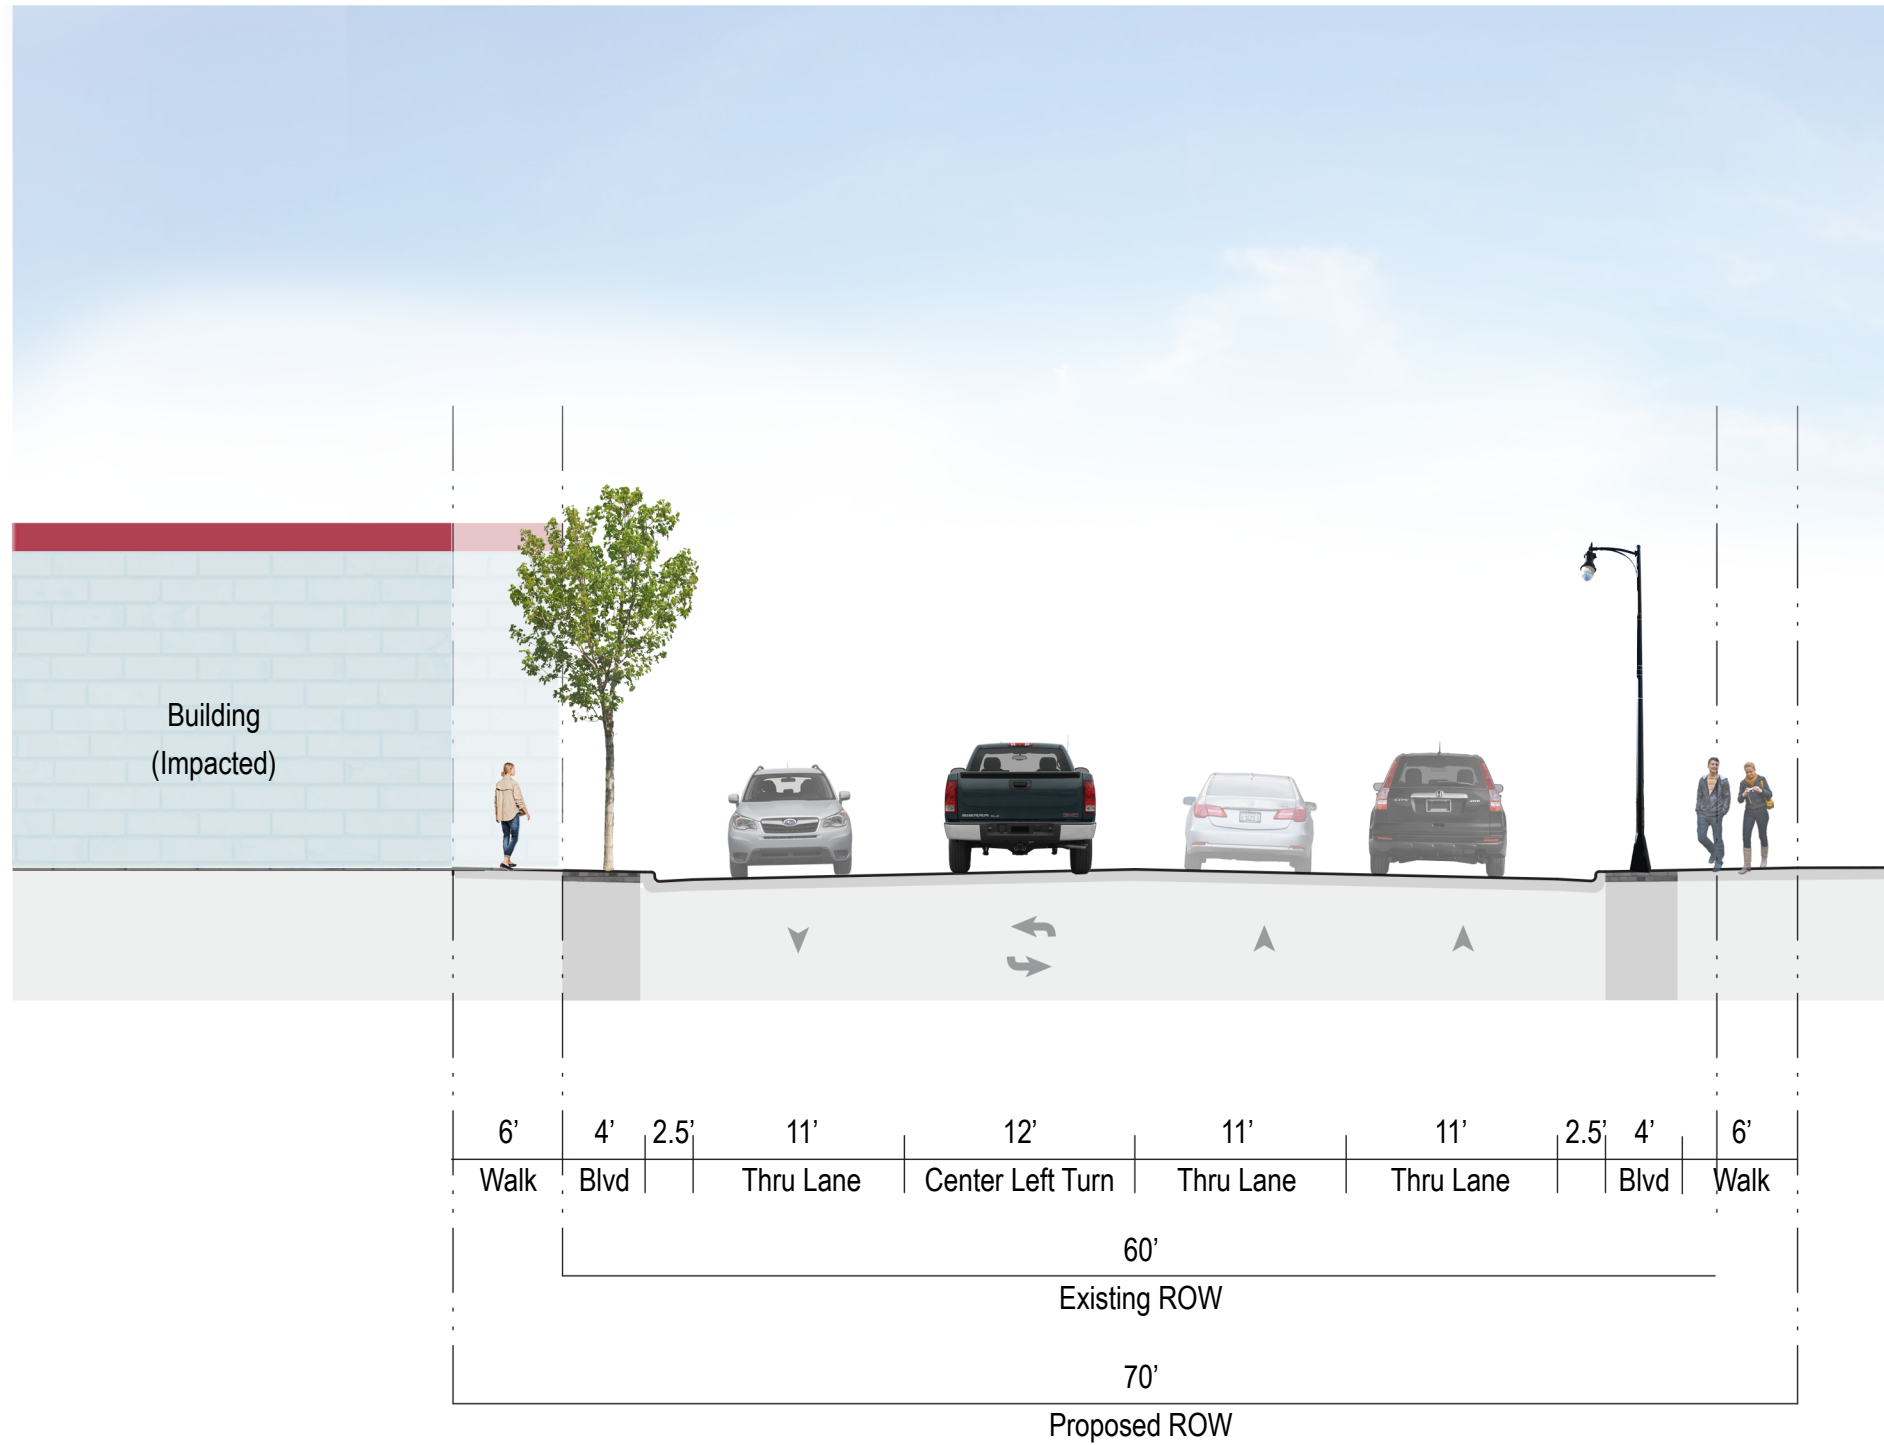 Building
(Impacted)
6’ 4’ 2.5’ 11’ 12’ 11’ 11’ 2.5’ 4’ 6’
Walk Blvd Thru Lane Center Left Turn Thru Lane Thru Lane Blvd Walk
60’
Existing ROW
70’
Proposed ROW